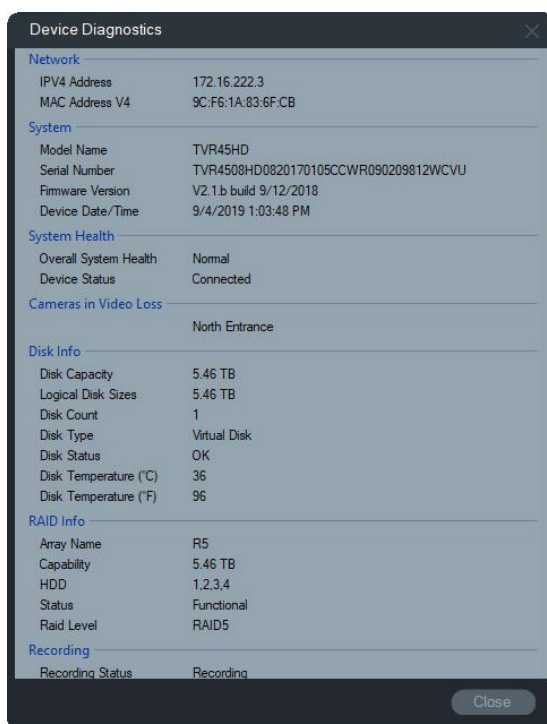 Device Diagnostics
Network
IPV4 Address 172.16.222.3
MAC Address V4 9C:F6:1A:83:6F:CB
System
Model Name TVR45HD
Serial Number TVR4508HD0820170105CCWR090209812WCVU
Firmware Version V2.1.b build 9/12/2018
Device Date/Time 9/4/2019 1:03:48 PM
System Health
Overall System Health Normal
Device Status Connected
Cameras in Video Loss
North Entrance
Disk Info
Disk Capacity 5.46 TB
Logical Disk Sizes 5.46 TB
Disk Count 1
Disk Type Virtual Disk
Disk Status OK
Disk Temperature (°C) 36
Disk Temperature (°F) 96
RAID Info
Array Name R5
Capability 5.46 TB
HDD 1,2,3,4
Status Functional
Raid Level RAID5
Recording
Recording Status Recording
Close